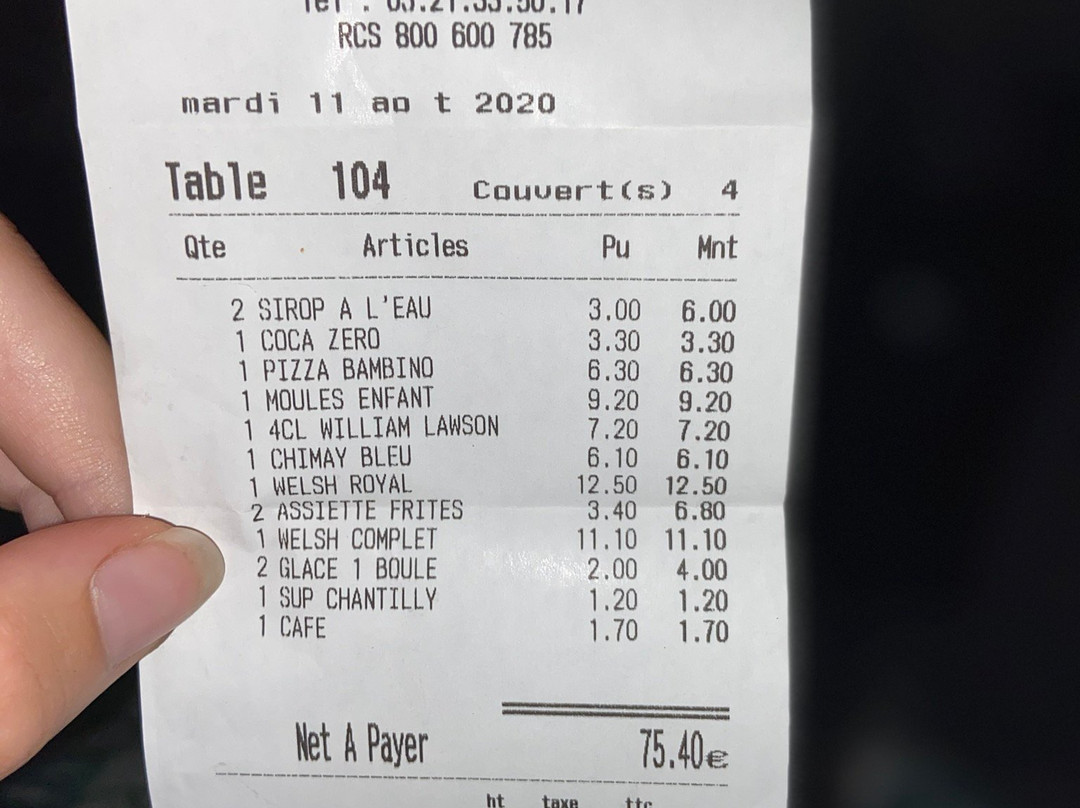 RCS 800 600 785
mardi 11 ao t 2020
Table 104 Couvert(s) 4
Qte Articles Pu Mnt
2 SIROP A L'EAU 3.00 6.00
1 COCA ZERO 3.30 3.30
1 PIZZA BAMBINO 6.30 6.30
1 MOULES ENFANT 9.20 9.20
1 4CL WILLIAM LAWSON 7.20 7.20
1 CHIMAY BLEU 6.10 6.10
1 WELSH ROYAL 12.50 12.50
2 ASSIETTE FRITES 3.40 6.80
1 WELSH COMPLET 11.10 11.10
2 GLACE 1 BOULE 2.00 4.00
1 SUP CHANTILLY 1.20 1.20
1 CAFE 1.70 1.70
Net A Payer 75.40€
ht taxe ttc